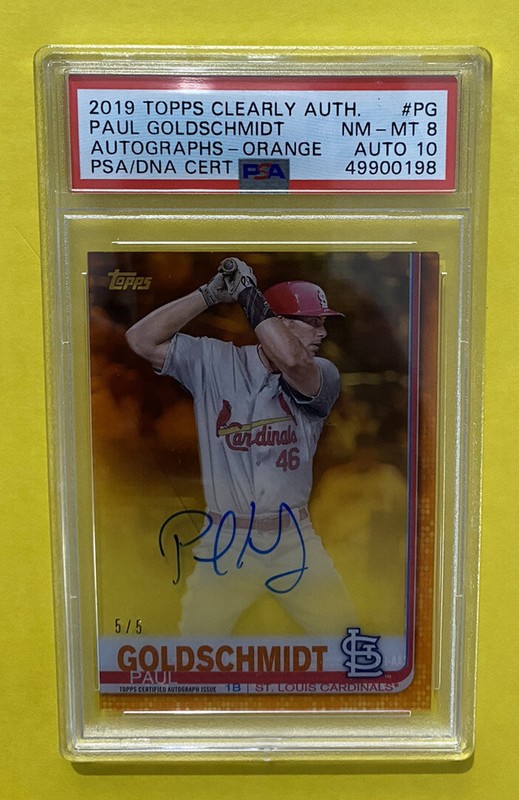 2019 TOPPS CLEARLY AUTH. #PG
PAUL GOLDSCHMIDT NM - MT 8
AUTOGRAPHS - ORANGE AUTO 10
PSA/DNA CERT PSA 49900198
Topps
Cardinals
46
5/5
GOLDSCHMIDT
PAUL
TOPPS CERTIFIED AUTOGRAPH ISSUE 1B ST. LOUIS CARDINALS®